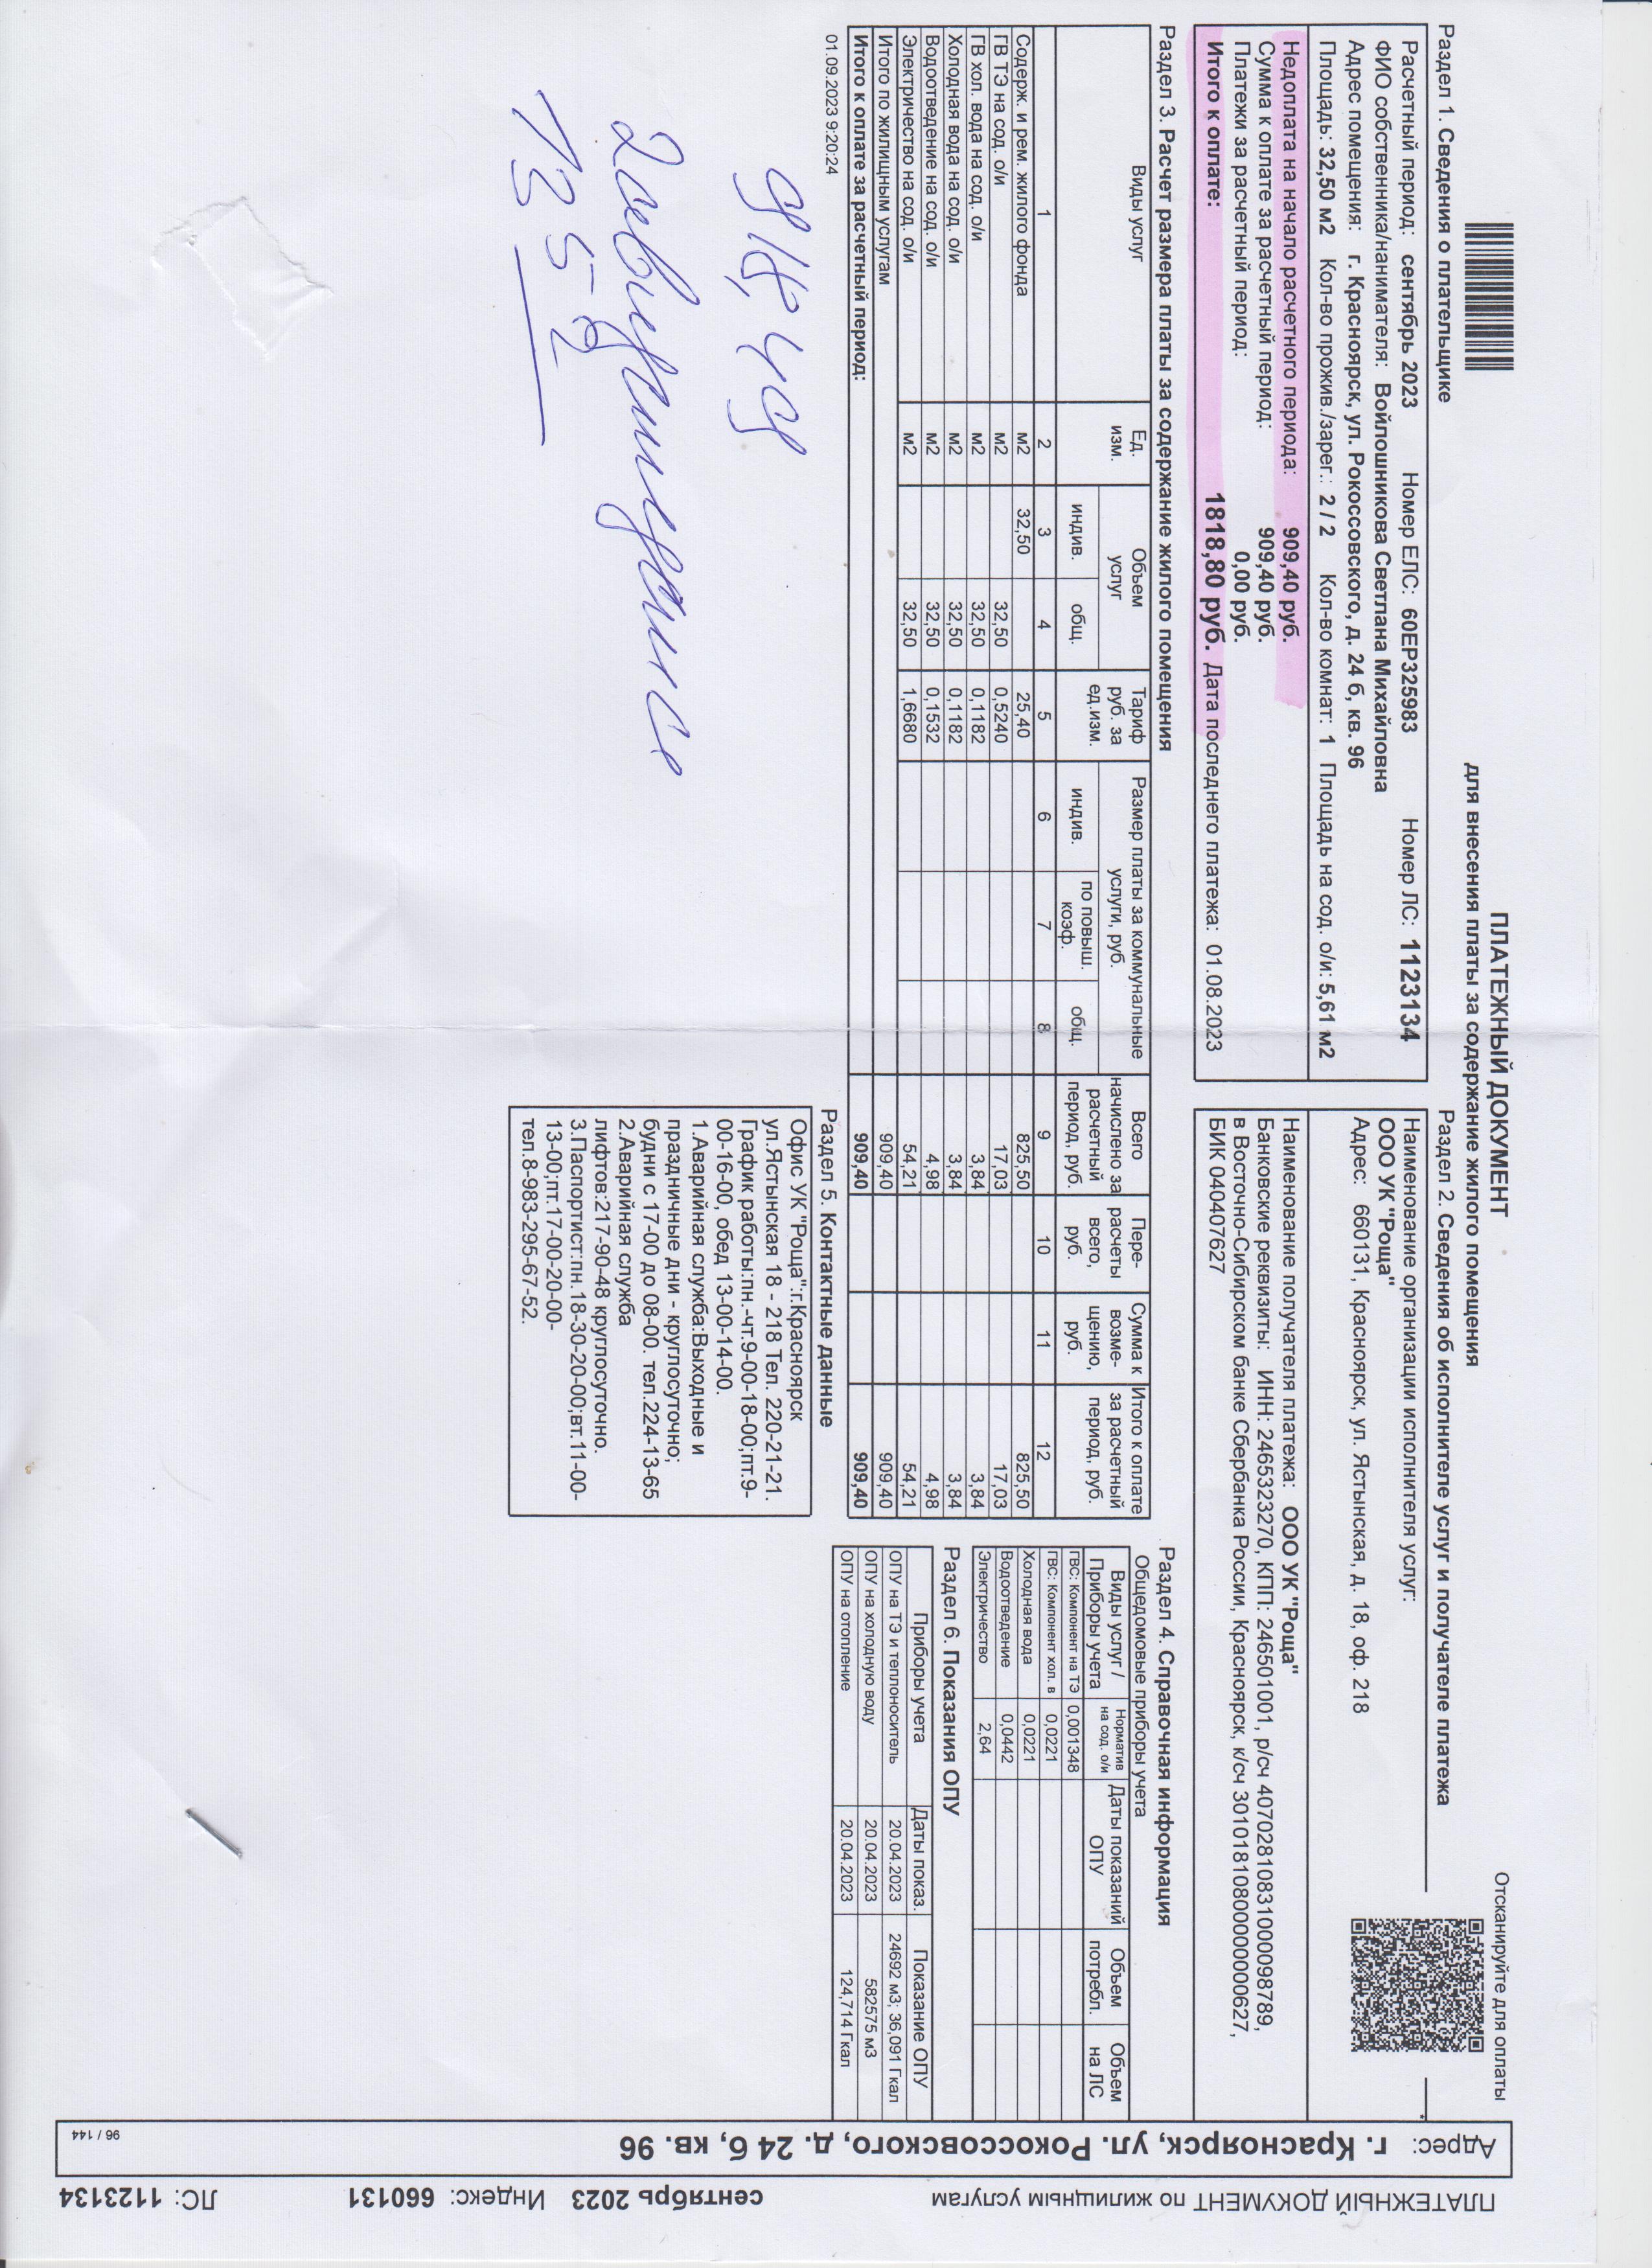 ПЛАТЕЖНЫЙ ДОКУМЕНТ
для внесения платы за содержание жилого помещения
Отсканируйте для оплаты
Раздел 1. Сведения о плательщике
Расчетный период: сентябрь 2023 Номер ЕЛС: 60ЕР325983 Номер ЛС: 1123134
ФИО собственника/нанимателя: Войлошникова Светлана Михайловна
Адрес помещения: г. Красноярск, ул. Рокоссовского, д. 24 б, кв. 96
Площадь: 32,50 м2 Кол-во прожив./зарег.: 2 / 2 Кол-во комнат: 1 Площадь на сод. о/и: 5,61 м2
Недоплата на начало расчетного периода: 909,40 руб.
Сумма к оплате за расчетный период: 909,40 руб.
Платежи за расчетный период: 0,00 руб.
Итого к оплате: 1818,80 руб. Дата последнего платежа: 01.08.2023
Раздел 2. Сведения об исполнителе услуг и получателе платежа
Наименование организации исполнителя услуг:
ООО УК "Роща"
Адрес: 660131, Красноярск, ул. Ястынская, д. 18, оф. 218
Наименование получателя платежа: ООО УК "Роща"
Банковские реквизиты: ИНН: 2465323270, КПП: 246501001, р/сч 40702810831000098789,
в Восточно-Сибирском банке Сбербанка России, Красноярск, к/сч 30101810800000000627,
БИК 040407627
Раздел 3. Расчет размера платы за содержание жилого помещения
Виды услуг Ед. изм. Объем услуг Тариф руб. за ед.изм. Размер платы за коммунальные услуги, руб. Всего начислено за расчетный период, руб. Пере-расчеты всего, руб. Сумма к возме-щению, руб. Итого к оплате за расчетный период, руб.
индив. общ. индив. по повыш. коэф. общ.
1 2 3 4 5 6 7 8 9 10 11 12
Содерж. и рем. жилого фонда м2 32,50 25,40 825,50 825,50
ГВ ТЭ на сод. о/и м2 32,50 0,5240 17,03 17,03
ГВ хол. вода на сод. о/и м2 32,50 0,1182 3,84 3,84
Холодная вода на сод. о/и м2 32,50 0,1182 3,84 3,84
Водоотведение на сод. о/и м2 32,50 0,1532 4,98 4,98
Электричество на сод. о/и м2 32,50 1,6680 54,21 54,21
Итого по жилищным услугам 909,40 909,40
Итого к оплате за расчетный период: 909,40 909,40
01.09.2023 9:20:24
Раздел 4. Справочная информация
Общедомовые приборы учета
Виды услуг / Приборы учета Норматив на сод. о/и Даты показаний ОПУ Объем потребл. Объем на ЛС
ГВС: Компонент на ТЭ 0,001348
ГВС: Компонент хол. в 0,0221
Холодная вода 0,0221
Водоотведение 0,0442
Электричество 2,64
Раздел 6. Показания ОПУ
Приборы учета Даты показ. Показание ОПУ
ОПУ на ТЭ и теплоноситель 20.04.2023 24692 м3; 36,091 Гкал
ОПУ на холодную воду 20.04.2023 582575 м3
ОПУ на отопление 20.04.2023 124,714 Гкал
Раздел 5. Контактные данные
Офис УК "Роща":г.Красноярск
ул.Ястынская 18 - 218 Тел. 220-21-21.
График работы:пн.-чт.9-00-18-00;пт.9-
00-16-00, обед 13-00-14-00.
1.Аварийная служба:Выходные и
праздничные дни - круглосуточно;
будни с 17-00 до 08-00. тел.224-13-65
2.Аварийная служба
лифтов:217-90-48 круглосуточно.
3.Паспортист:пн.18-30-20-00;вт.11-00-
13-00;пт.17-00-20-00-
тел.8-983-295-67-52.
Адрес: г. Красноярск, ул. Рокоссовского, д. 24 б, кв. 96
96 / 144
ПЛАТЕЖНЫЙ ДОКУМЕНТ по жилищным услугам сентябрь 2023 Индекс: 660131 ЛС: 1123134